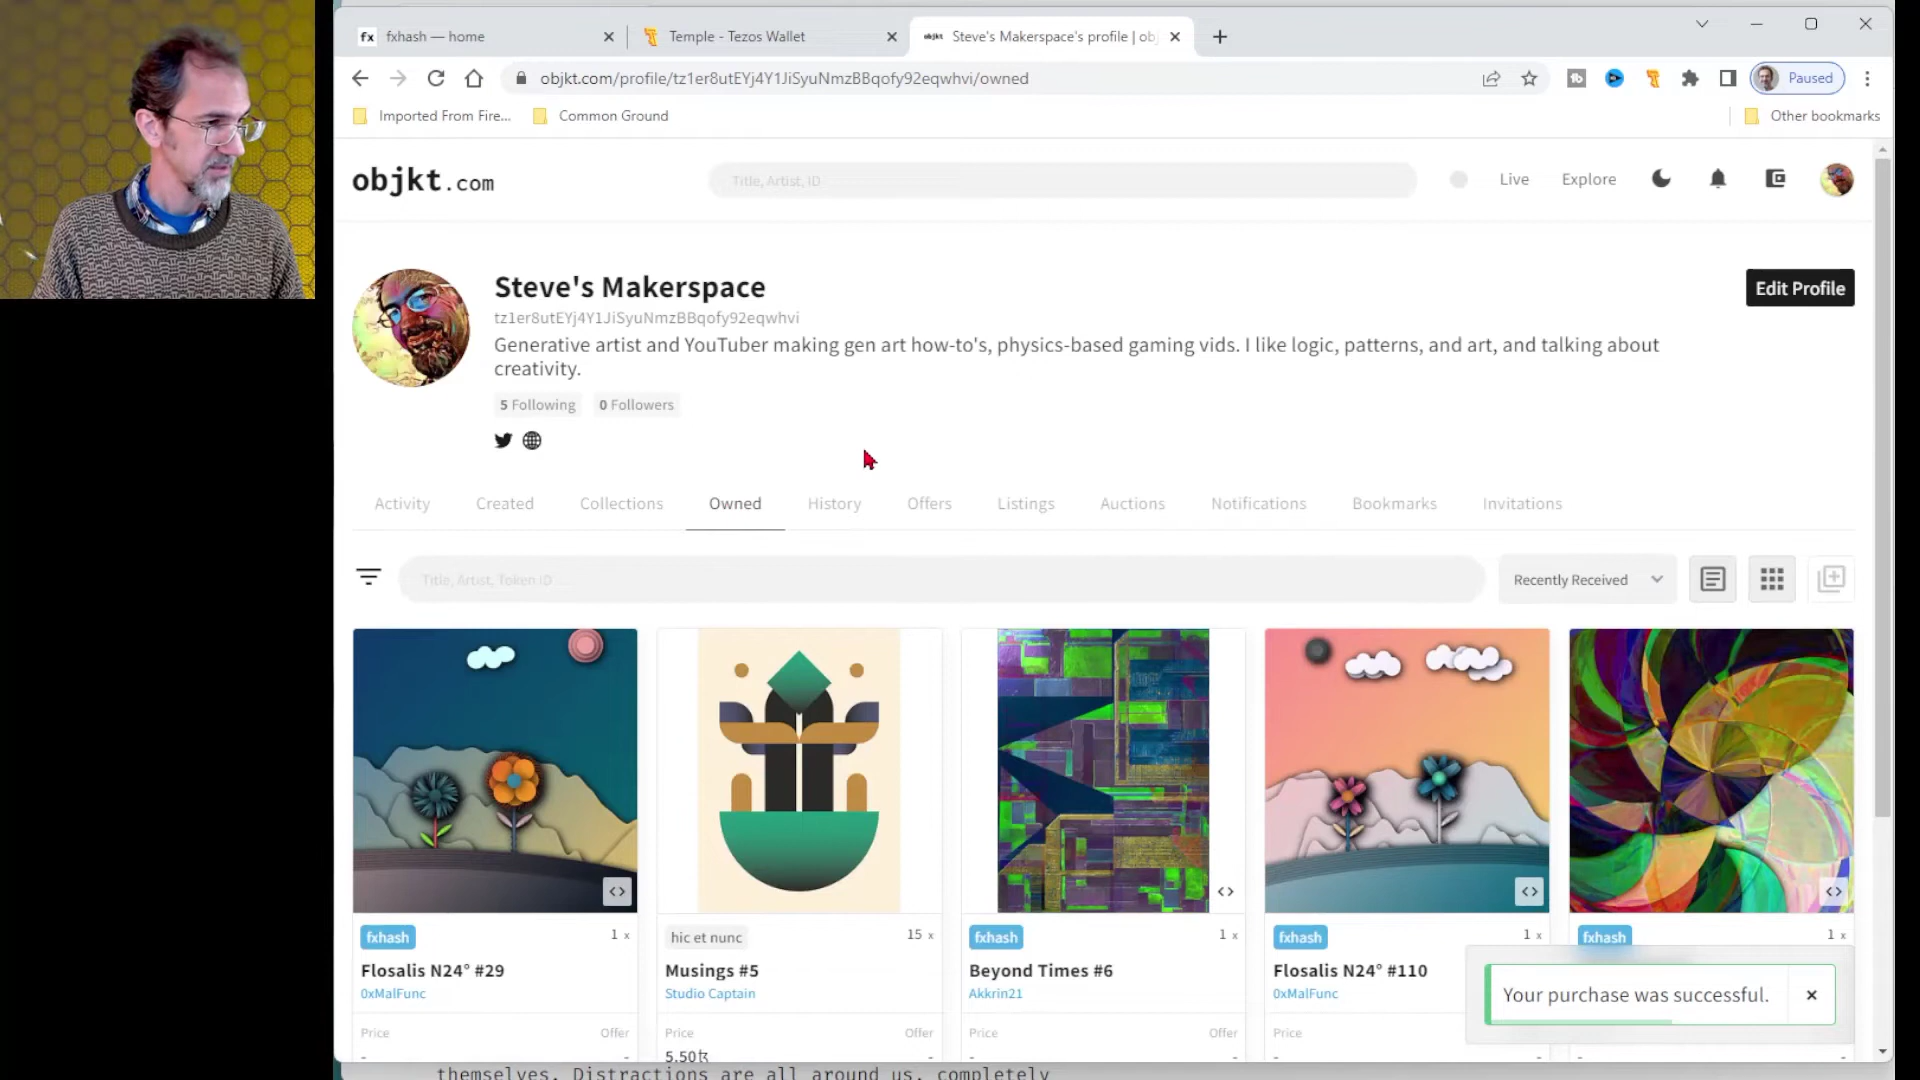 fx fxhash — home
Temple - Tezos Wallet
objkt Steve's Makerspace's profile | obj
objkt.com/profile/tz1er8utEYj4Y1JiSyuNmzBBqofy92eqwhvi/owned
Paused
Imported From Fire...
Common Ground
Other bookmarks
objkt.com
Title, Artist, ID
Live
Explore
Steve's Makerspace
Edit Profile
tz1er8utEYj4Y1JiSyuNmzBBqofy92eqwhvi
Generative artist and YouTuber making gen art how-to's, physics-based gaming vids. I like logic, patterns, and art, and talking about
creativity.
5 Following 0 Followers
Activity Created Collections Owned History Offers Listings Auctions Notifications Bookmarks Invitations
Title, Artist, Token ID ...
Recently Received
fxhash 1 x
Flosalis N24° #29
0xMalFunc
Price Offer
- -
hic et nunc 15 x
Musings #5
Studio Captain
Price Offer
5.50ꜩ -
fxhash 1 x
Beyond Times #6
Akkrin21
Price Offer
- -
fxhash 1 x
Flosalis N24° #110
0xMalFunc
Price
-
fxhash 1 x
Your purchase was successful.
themselves. Distractions are all around us, completely